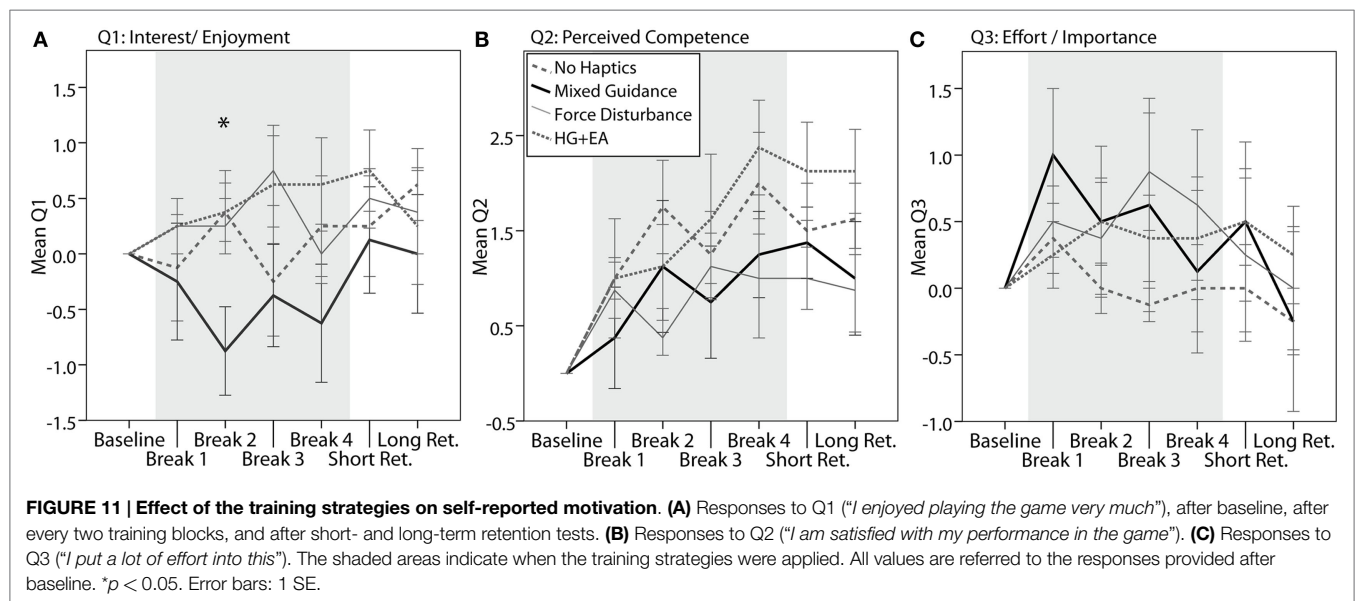 A Q1: Interest/ Enjoyment
Mean Q1
1.5
1.0
0.5
0.0
-0.5
-1.0
-1.5
*
Baseline
Break 1
Break 2
Break 3
Break 4
Short Ret.
Long Ret.
B Q2: Perceived Competence
No Haptics
Mixed Guidance
Force Disturbance
HG+EA
Mean Q2
2.5
1.5
0.5
-0.5
Baseline
Break 1
Break 2
Break 3
Break 4
Short Ret.
Long Ret.
C Q3: Effort / Importance
Mean Q3
1.5
1.0
0.5
0.0
-0.5
-1.0
Baseline
Break 1
Break 2
Break 3
Break 4
Short Ret.
Long Ret.
FIGURE 11 | Effect of the training strategies on self-reported motivation. (A) Responses to Q1 (“I enjoyed playing the game very much”), after baseline, after
every two training blocks, and after short- and long-term retention tests. (B) Responses to Q2 (“I am satisfied with my performance in the game”). (C) Responses to
Q3 (“I put a lot of effort into this”). The shaded areas indicate when the training strategies were applied. All values are referred to the responses provided after
baseline. *p < 0.05. Error bars: 1 SE.